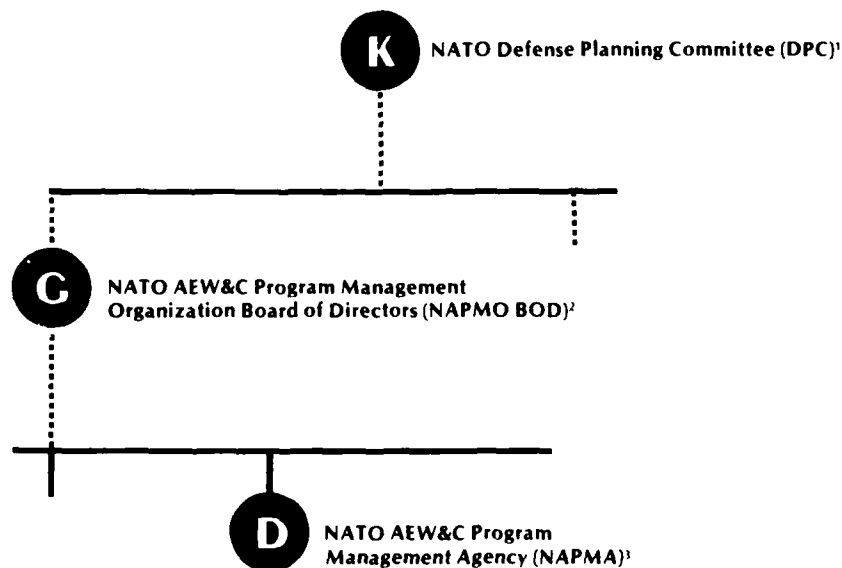 K
NATO Defense Planning Committee (DPC)¹
G
NATO AEW&C Program Management
Organization Board of Directors (NAPMO BOD)²
D
NATO AEW&C Program
Management Agency (NAPMA)³